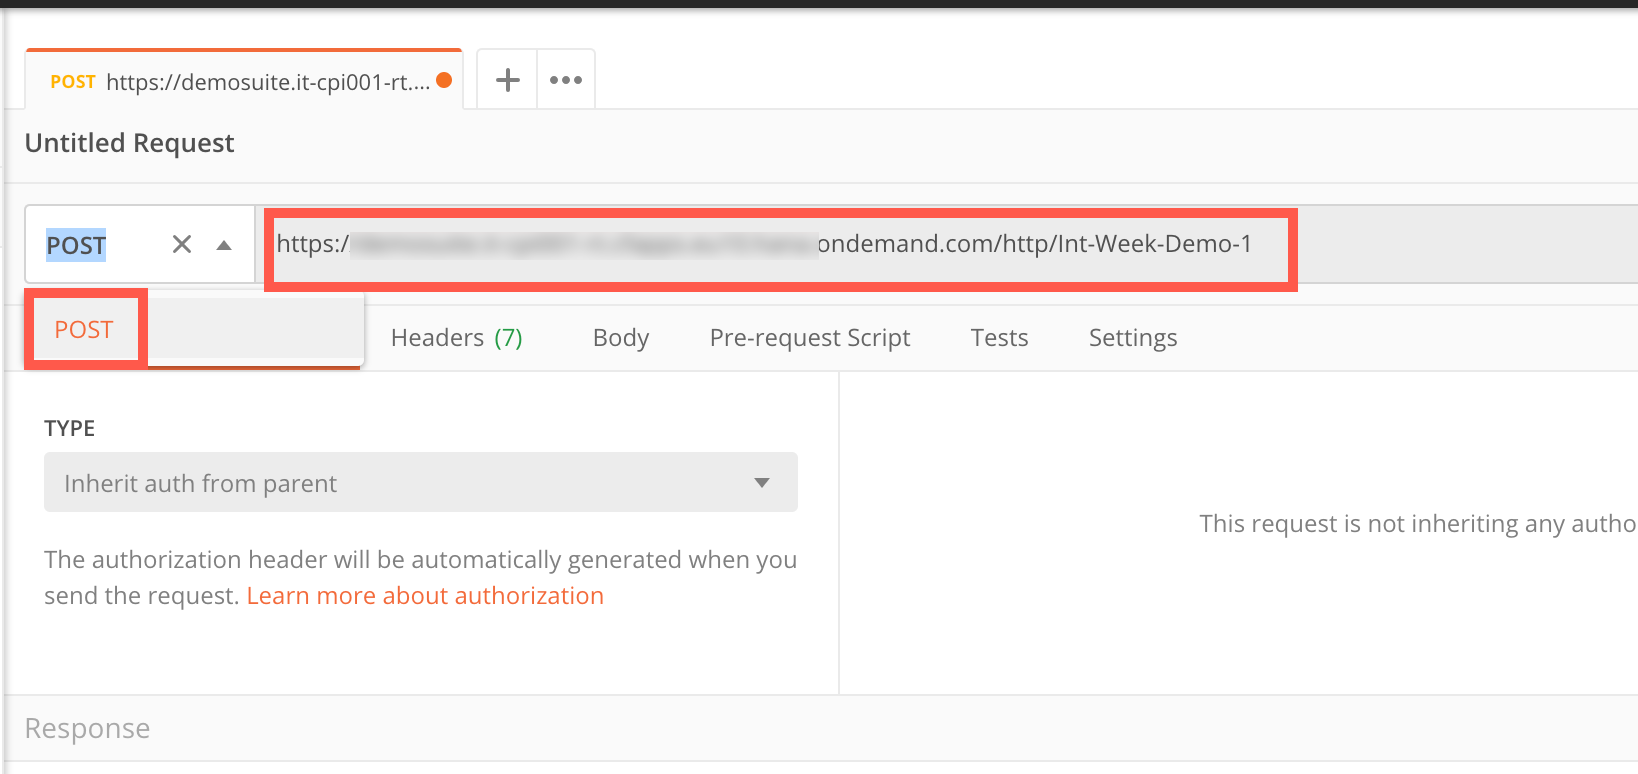 POST https://demosuite.it-cpi001-rt....
Untitled Request
POST https:/ ondemand.com/http/Int-Week-Demo-1
POST
Headers (7) Body Pre-request Script Tests Settings
TYPE
Inherit auth from parent
The authorization header will be automatically generated when you
send the request. Learn more about authorization
This request is not inheriting any autho
Response